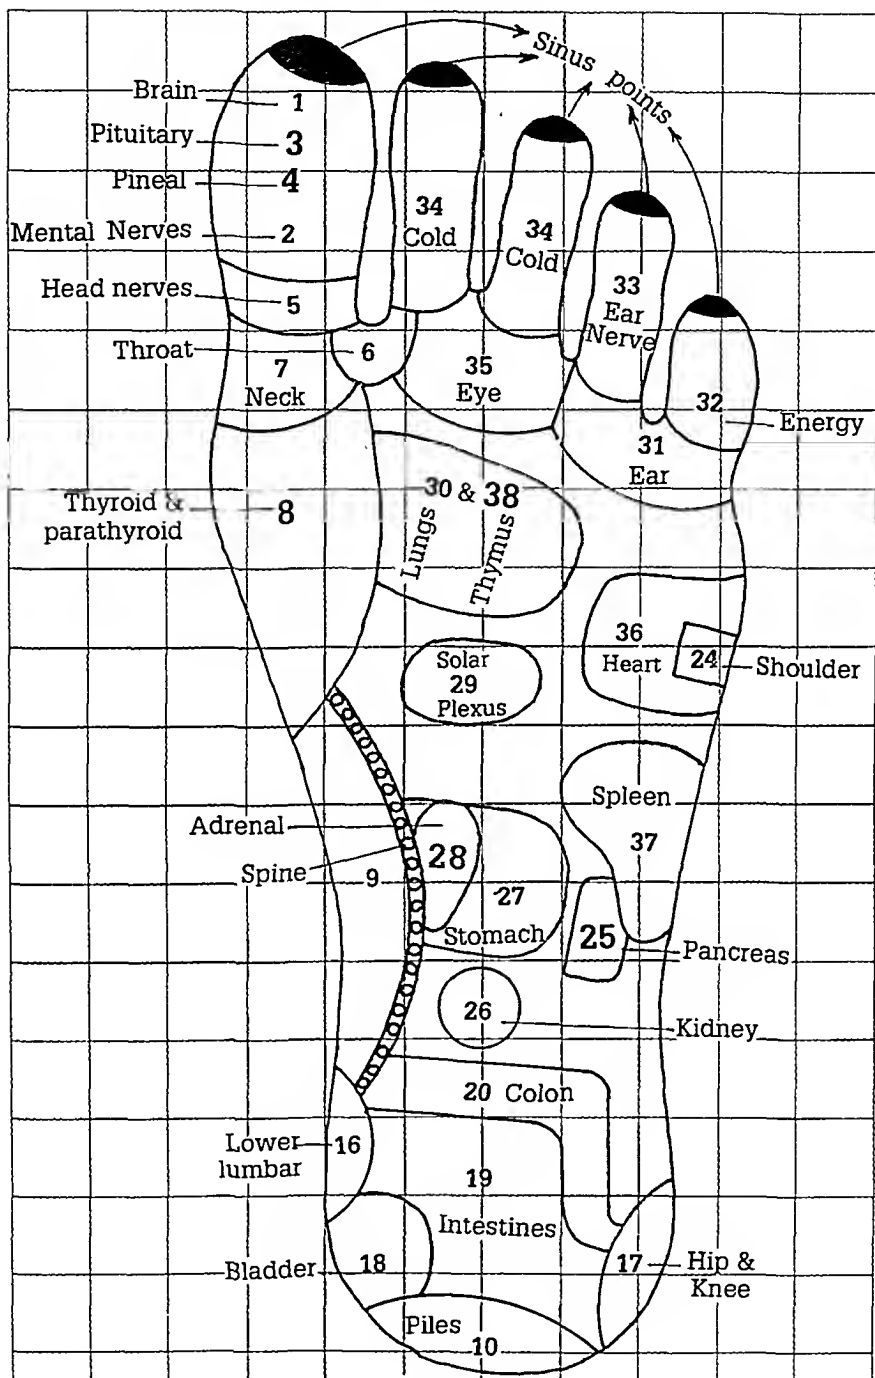 Sinus points
Brain
1
Pituitary
3
Pineal
4
Mental Nerves
2
34
Cold
34
Cold
Head nerves
5
33
Ear
Nerve
Throat
6
7
Neck
35
Eye
32
Energy
31
Ear
30 & 38
Lungs
Thymus
Thyroid &
parathyroid
8
36
Heart
24
Shoulder
Solar
29
Plexus
Spleen
37
Adrenal
28
Spine
9
27
Stomach
25
Pancreas
26
Kidney
20 Colon
Lower
lumbar
16
19
Intestines
Bladder
18
17
Hip &
Knee
Piles
10